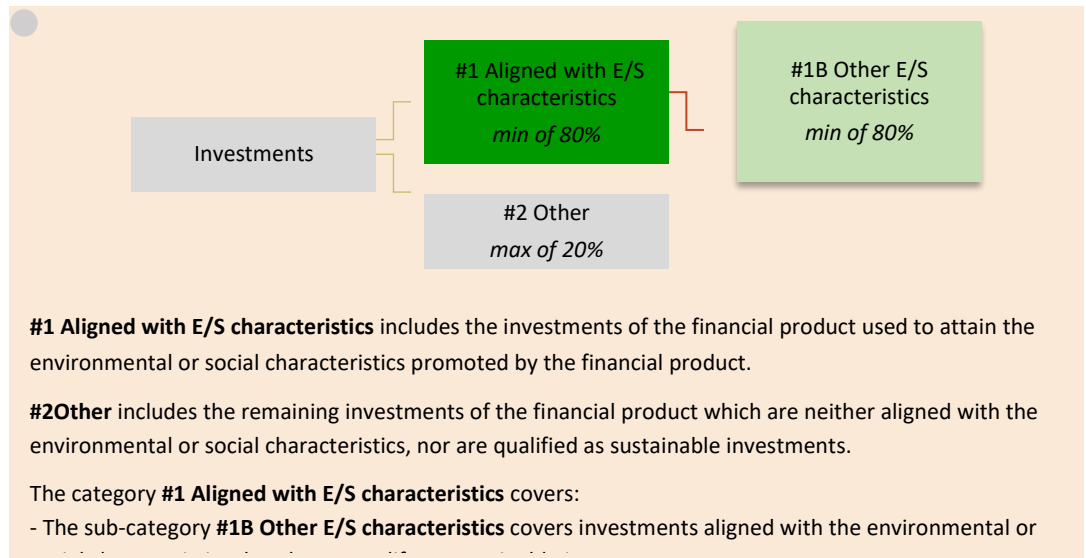 #1 Aligned with E/S
characteristics
min of 80%
#1B Other E/S
characteristics
min of 80%
Investments
#2 Other
max of 20%
#1 Aligned with E/S characteristics includes the investments of the financial product used to attain the
environmental or social characteristics promoted by the financial product.
#2Other includes the remaining investments of the financial product which are neither aligned with the
environmental or social characteristics, nor are qualified as sustainable investments.
The category #1 Aligned with E/S characteristics covers:
- The sub-category #1B Other E/S characteristics covers investments aligned with the environmental or